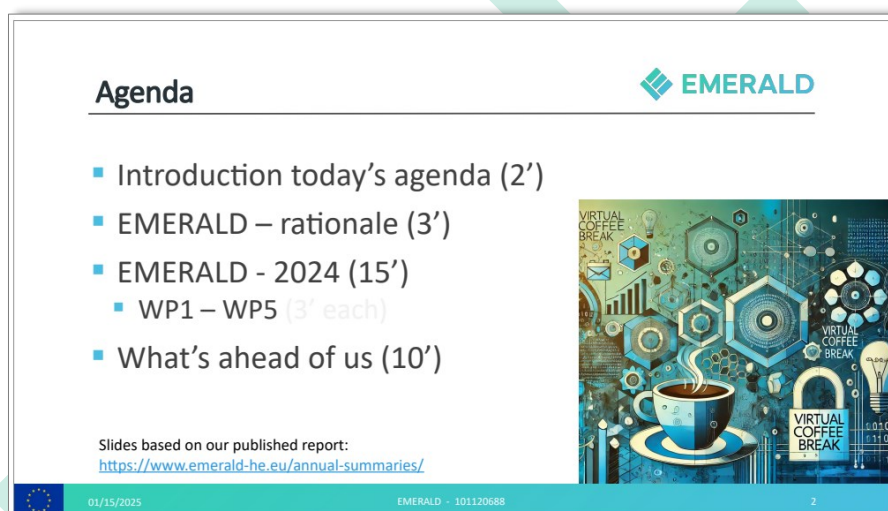 Agenda
EMERALD
Introduction today's agenda (2’)
EMERALD – rationale (3’)
EMERALD - 2024 (15’)
WP1 – WP5 (3’ each)
What's ahead of us (10’)
VIRTUAL
COFFEE
BREAK
VIRTUAL
COFFEE
BREAK
VIRTUAL
COFFEE
BREAK
Slides based on our published report:
https://www.emerald-he.eu/annual-summaries/
01/15/2025
EMERALD - 101120688
2